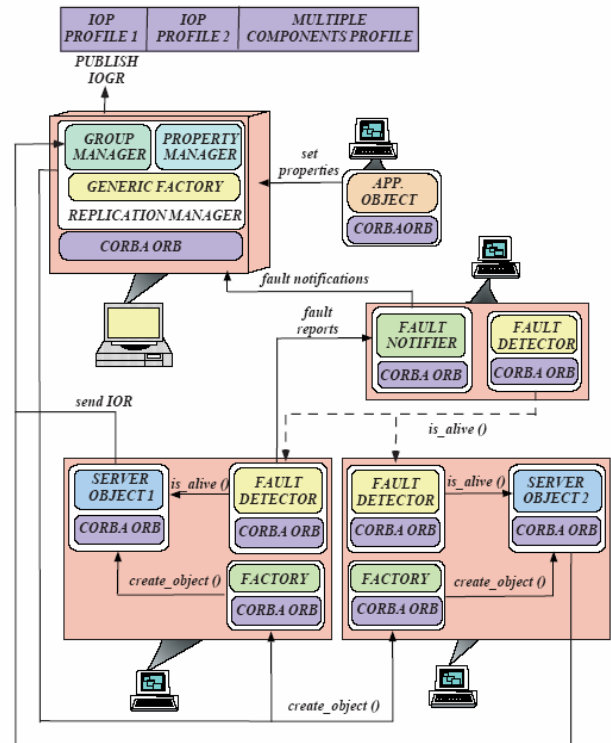 IOP
PROFILE 1
IOP
PROFILE 2
MULTIPLE
COMPONENTS PROFILE
PUBLISH
IOGR
GROUP
MANAGER
PROPERTY
MANAGER
GENERIC FACTORY
REPLICATION MANAGER
CORBA ORB
set
properties
APP.
OBJECT
CORBAORB
fault notifications
fault
reports
FAULT
NOTIFIER
CORBA ORB
FAULT
DETECTOR
CORBA ORB
send IOR
is_alive ()
SERVER
OBJECT 1
CORBA ORB
is_alive ()
FAULT
DETECTOR
CORBA ORB
FAULT
DETECTOR
CORBA ORB
is_alive ()
SERVER
OBJECT 2
CORBA ORB
create_object ()
FACTORY
CORBA ORB
FACTORY
CORBA ORB
create_object ()
create_object ()